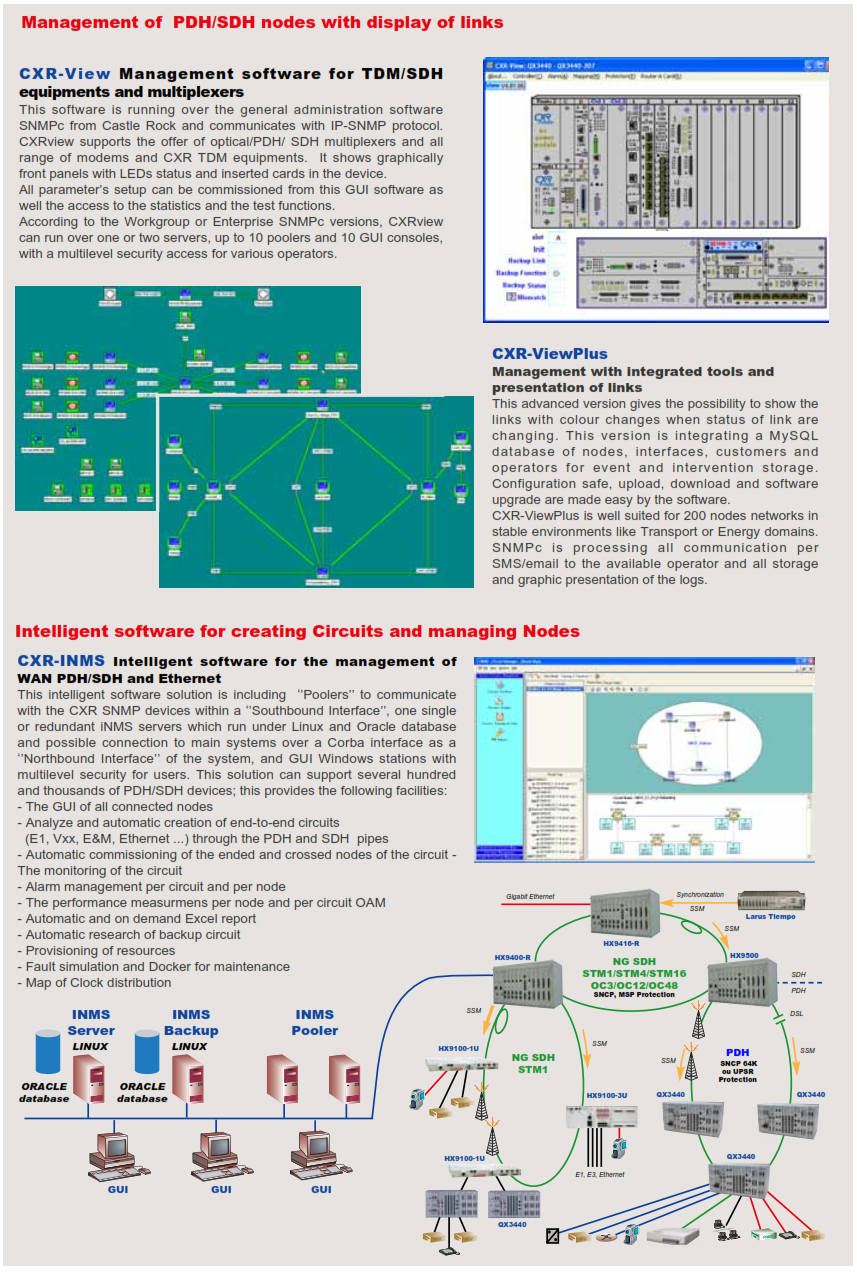 Management of PDH/SDH nodes with display of links
CXR-View Management software for TDM/SDH
equipments and multiplexers
This software is running over the general administration software
SNMPc from Castle Rock and communicates with IP-SNMP protocol.
CXRview supports the offer of optical/PDH/ SDH multiplexers and all
range of modems and CXR TDM equipments. It shows graphically
front panels with LEDs status and inserted cards in the device.
All parameter's setup can be commissioned from this GUI software as
well the access to the statistics and the test functions.
According to the Workgroup or Enterprise SNMPc versions, CXRview
can run over one or two servers, up to 10 poolers and 10 GUI consoles,
with a multilevel security access for various operators.
CXR-View: QX3440 - QX3440-207
slot A
Init
Backup Link
Backup Function
Backup Status
? Mismatch
CXR-ViewPlus
Management with integrated tools and
presentation of links
This advanced version gives the possibility to show the
links with colour changes when status of link are
changing. This version is integrating a MySQL
database of nodes, interfaces, customers and
operators for event and intervention storage.
Configuration safe, upload, download and software
upgrade are made easy by the software.
CXR-ViewPlus is well suited for 200 nodes networks in
stable environments like Transport or Energy domains.
SNMPc is processing all communication per
SMS/email to the available operator and all storage
and graphic presentation of the logs.
Intelligent software for creating Circuits and managing Nodes
CXR-INMS Intelligent software for the management of
WAN PDH/SDH and Ethernet
This intelligent software solution is including ''Poolers'' to communicate
with the CXR SNMP devices within a ''Southbound Interface'', one single
or redundant iNMS servers which run under Linux and Oracle database
and possible connection to main systems over a Corba interface as a
''Northbound Interface'' of the system, and GUI Windows stations with
multilevel security for users. This solution can support several hundred
and thousands of PDH/SDH devices; this provides the following facilities:
- The GUI of all connected nodes
- Analyze and automatic creation of end-to-end circuits
(E1, Vxx, E&M, Ethernet ...) through the PDH and SDH pipes
- Automatic commissioning of the ended and crossed nodes of the circuit -
The monitoring of the circuit
- Alarm management per circuit and per node
- The performance measurmens per node and per circuit OAM
- Automatic and on demand Excel report
- Automatic research of backup circuit
- Provisioning of resources
- Fault simulation and Docker for maintenance
- Map of Clock distribution
Gigabit Ethernet
Synchronization
SSM
Larus Tiempo
HX9416-R
SSM
HX9400-R
HX9500
NG SDH
STM1/STM4/STM16
OC3/OC12/OC48
SNCP, MSP Protection
SDH
PDH
DSL
INMS
Server
LINUX
INMS
Backup
LINUX
INMS
Pooler
ORACLE
database
ORACLE
database
GUI
GUI
GUI
SSM
HX9100-1U
NG SDH
STM1
SSM
SSM
PDH
SNCP 64K
ou UPSR
Protection
SSM
HX9100-3U
QX3440
QX3440
HX9100-1U
E1, E3, Ethernet
QX3440
QX3440